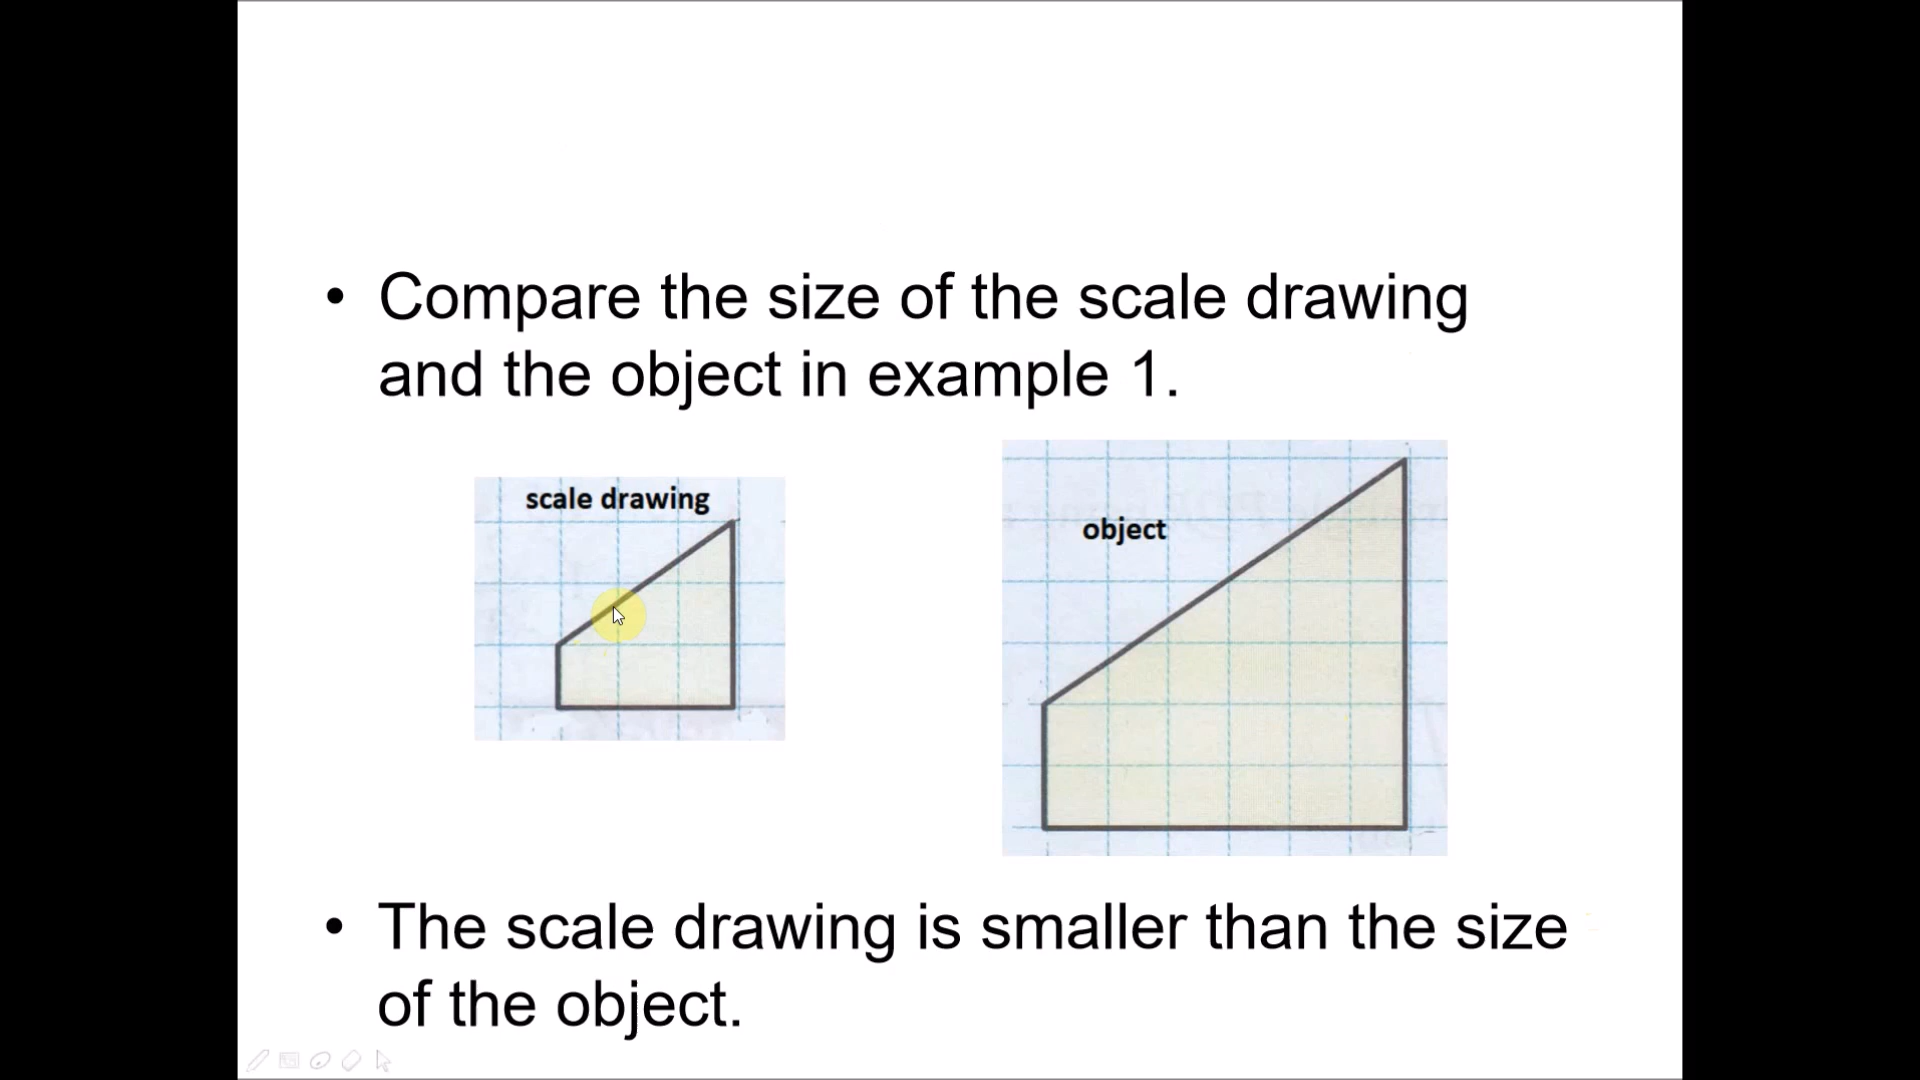 • Compare the size of the scale drawing
and the object in example 1.
scale drawing
object
• The scale drawing is smaller than the size
of the object.